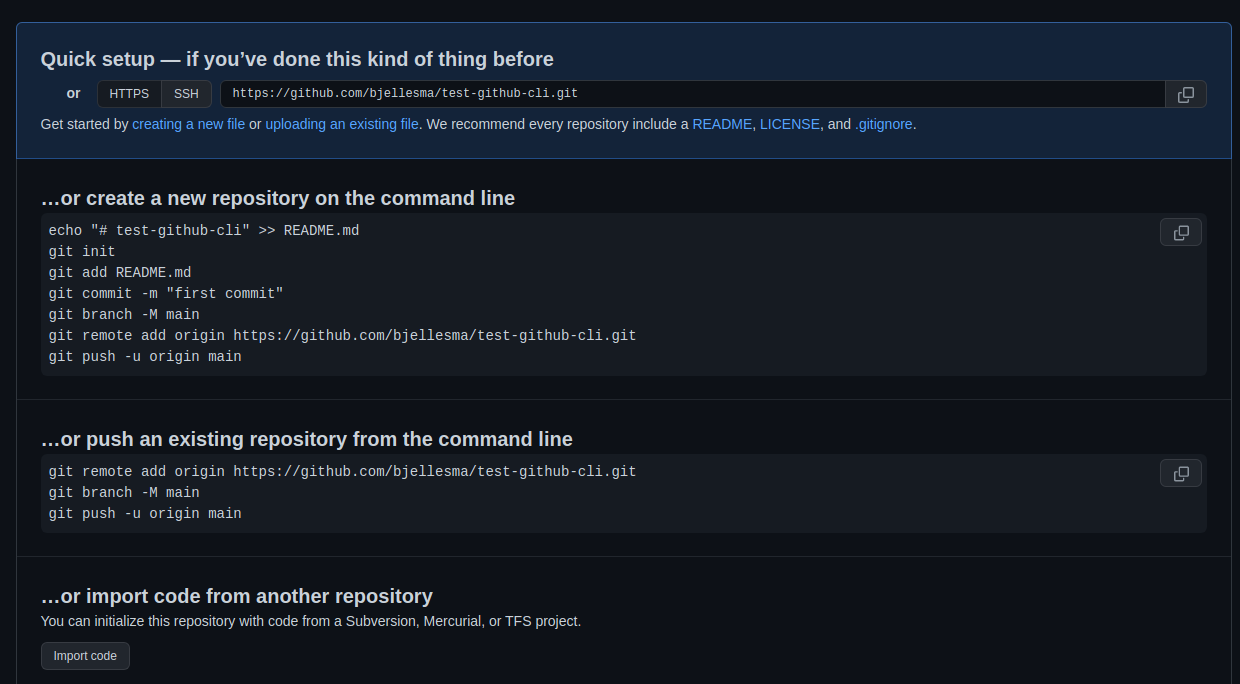 Quick setup — if you’ve done this kind of thing before
or HTTPS SSH https://github.com/bjellesma/test-github-cli.git
Get started by creating a new file or uploading an existing file. We recommend every repository include a README, LICENSE, and .gitignore.
…or create a new repository on the command line
echo "# test-github-cli" >> README.md
git init
git add README.md
git commit -m "first commit"
git branch -M main
git remote add origin https://github.com/bjellesma/test-github-cli.git
git push -u origin main
…or push an existing repository from the command line
git remote add origin https://github.com/bjellesma/test-github-cli.git
git branch -M main
git push -u origin main
…or import code from another repository
You can initialize this repository with code from a Subversion, Mercurial, or TFS project.
Import code